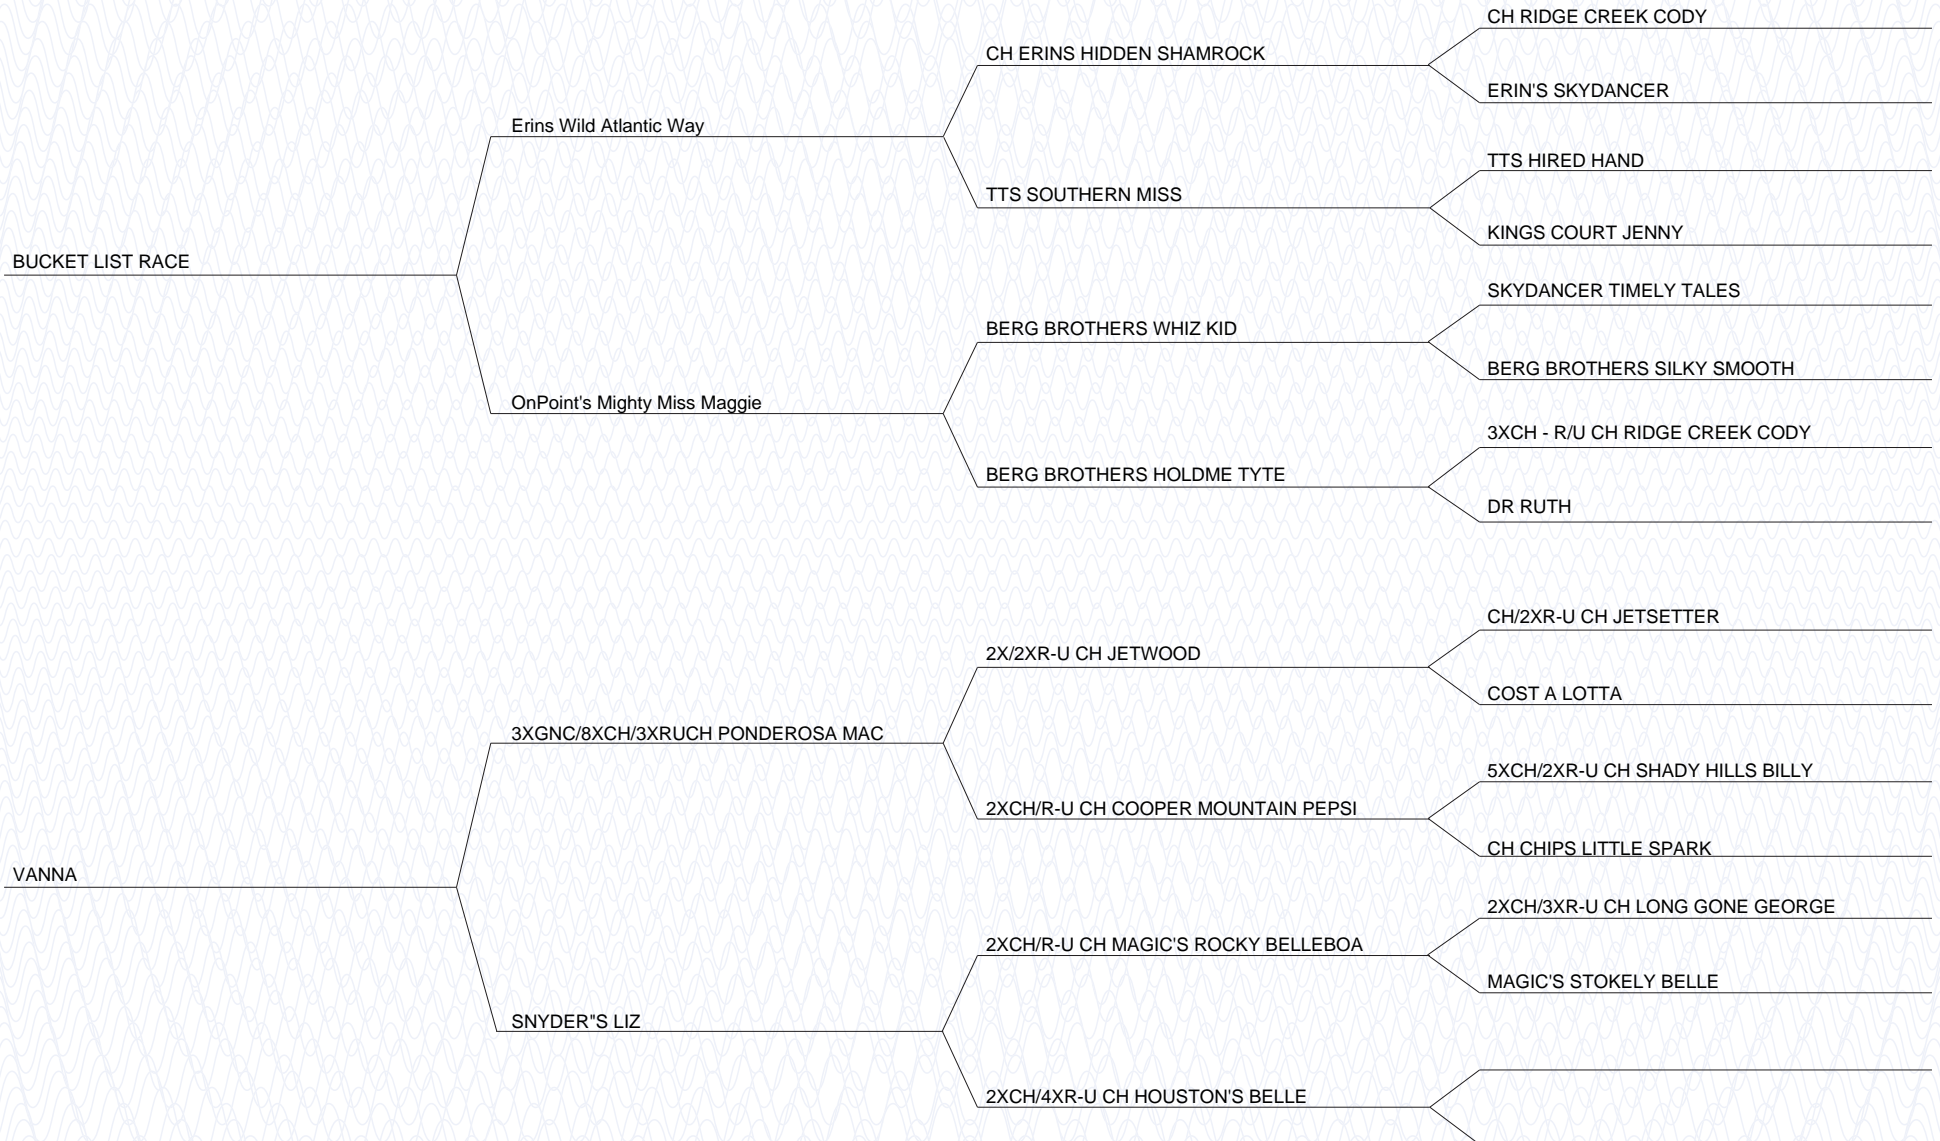 CH RIDGE CREEK CODY
CH ERINS HIDDEN SHAMROCK
ERIN'S SKYDANCER
Erins Wild Atlantic Way
TTS HIRED HAND
TTS SOUTHERN MISS
KINGS COURT JENNY
BUCKET LIST RACE
SKYDANCER TIMELY TALES
BERG BROTHERS WHIZ KID
BERG BROTHERS SILKY SMOOTH
OnPoint's Mighty Miss Maggie
3XCH - R/U CH RIDGE CREEK CODY
BERG BROTHERS HOLDME TYTE
DR RUTH
CH/2XR-U CH JETSETTER
2X/2XR-U CH JETWOOD
COST A LOTTA
3XGNC/8XCH/3XRUCH PONDEROSA MAC
5XCH/2XR-U CH SHADY HILLS BILLY
2XCH/R-U CH COOPER MOUNTAIN PEPSI
CH CHIPS LITTLE SPARK
VANNA
2XCH/3XR-U CH LONG GONE GEORGE
2XCH/R-U CH MAGIC'S ROCKY BELLEBOA
MAGIC'S STOKELY BELLE
SNYDER"S LIZ
2XCH/4XR-U CH HOUSTON'S BELLE